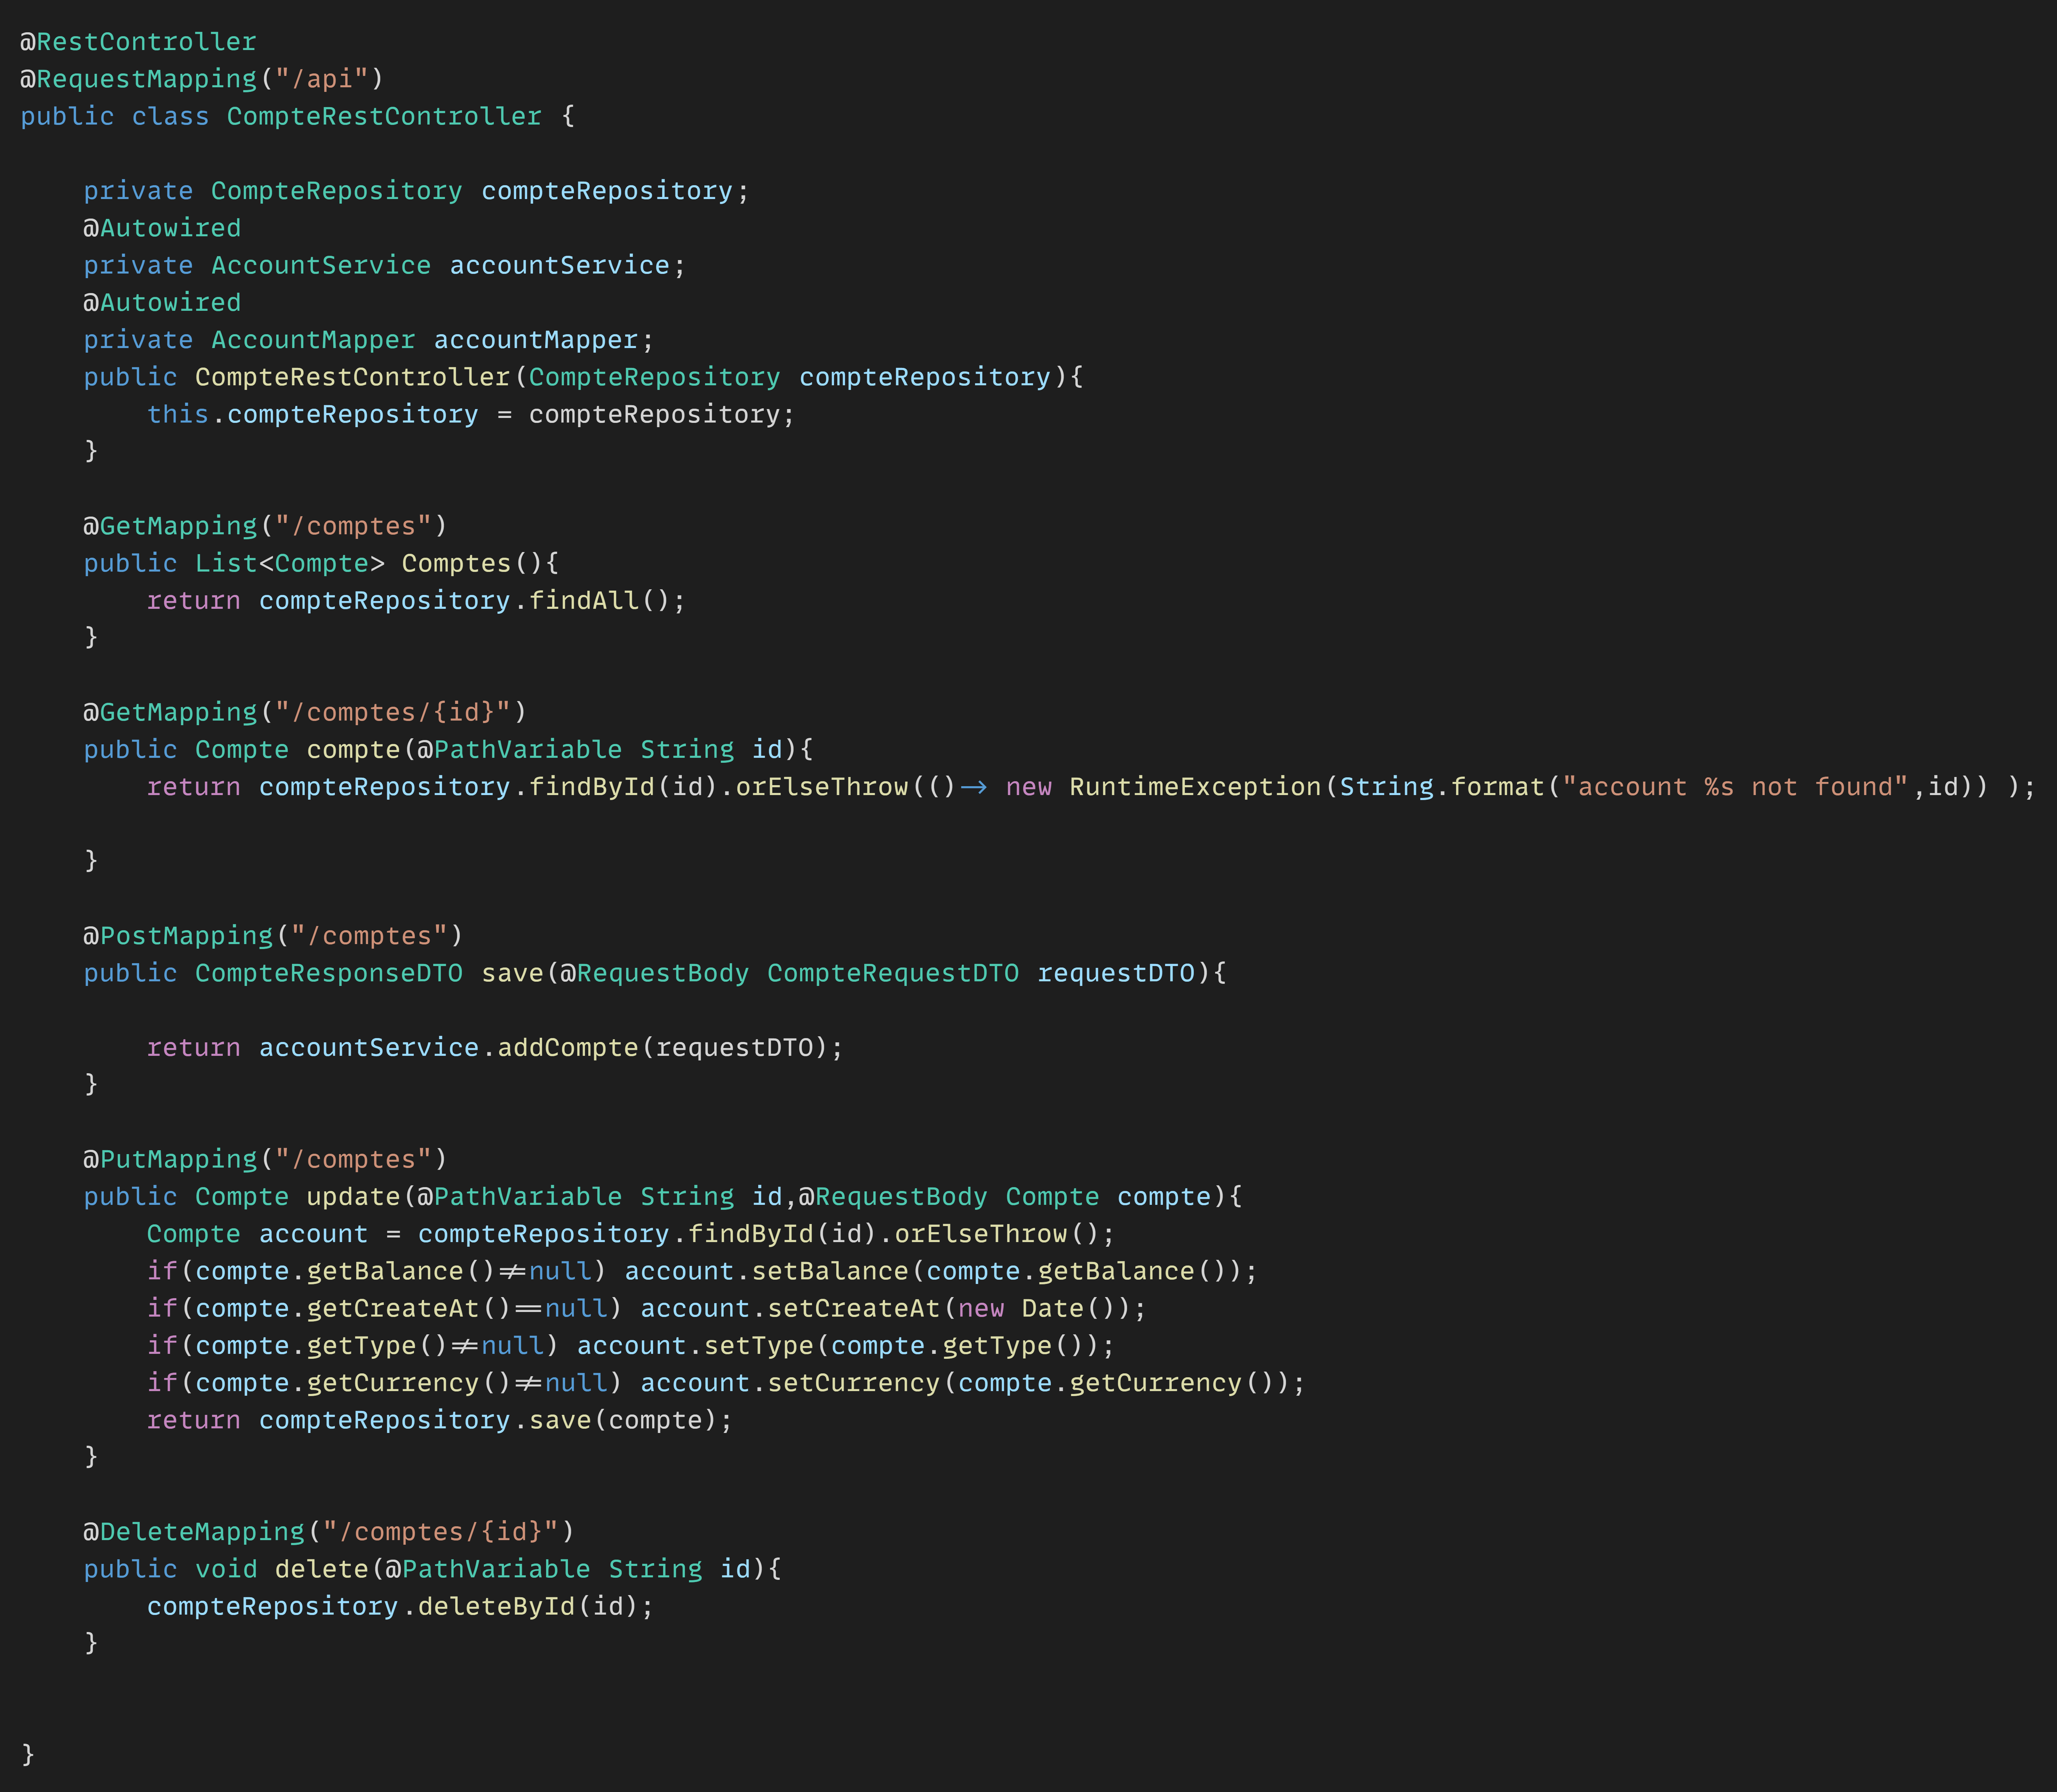 @RestController
@RequestMapping("/api")
public class CompteRestController {

    private CompteRepository compteRepository;
    @Autowired
    private AccountService accountService;
    @Autowired
    private AccountMapper accountMapper;
    public CompteRestController(CompteRepository compteRepository){
        this.compteRepository = compteRepository;
    }

    @GetMapping("/comptes")
    public List<Compte> Comptes(){
        return compteRepository.findAll();
    }

    @GetMapping("/comptes/{id}")
    public Compte compte(@PathVariable String id){
        return compteRepository.findById(id).orElseThrow(()-> new RuntimeException(String.format("account %s not found",id)) );

    }

    @PostMapping("/comptes")
    public CompteResponseDTO save(@RequestBody CompteRequestDTO requestDTO){

        return accountService.addCompte(requestDTO);
    }

    @PutMapping("/comptes")
    public Compte update(@PathVariable String id,@RequestBody Compte compte){
        Compte account = compteRepository.findById(id).orElseThrow();
        if(compte.getBalance()!=null) account.setBalance(compte.getBalance());
        if(compte.getCreateAt()==null) account.setCreateAt(new Date());
        if(compte.getType()!=null) account.setType(compte.getType());
        if(compte.getCurrency()!=null) account.setCurrency(compte.getCurrency());
        return compteRepository.save(compte);
    }

    @DeleteMapping("/comptes/{id}")
    public void delete(@PathVariable String id){
        compteRepository.deleteById(id);
    }

}